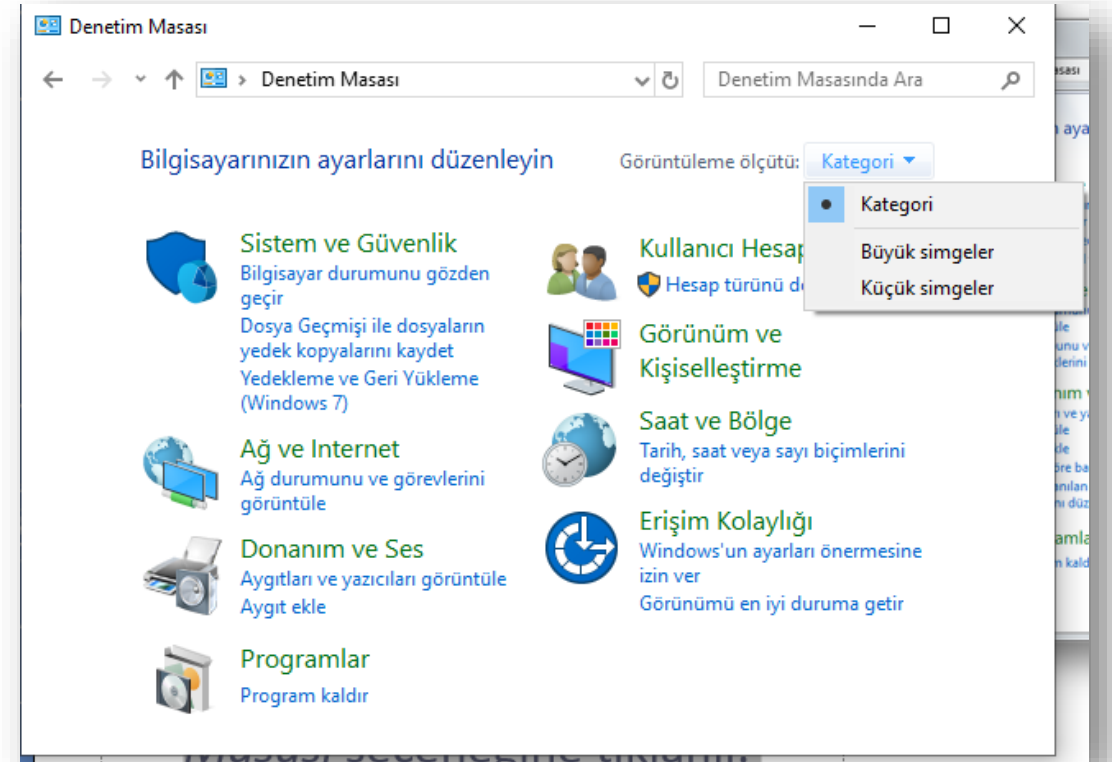 Denetim Masası
Denetim Masası
Denetim Masasında Ara
Bilgisayarınızın ayarlarını düzenleyin
Görüntüleme ölçütü: Kategori
Kategori
Büyük simgeler
Küçük simgeler
Sistem ve Güvenlik
Bilgisayar durumunu gözden
geçir
Dosya Geçmişi ile dosyaların
yedek kopyalarını kaydet
Yedekleme ve Geri Yükleme
(Windows 7)
Ağ ve Internet
Ağ durumunu ve görevlerini
görüntüle
Donanım ve Ses
Aygıtları ve yazıcıları görüntüle
Aygıt ekle
Programlar
Program kaldır
Kullanıcı Hesap
Hesap türünü d
Görünüm ve
Kişiselleştirme
Saat ve Bölge
Tarih, saat veya sayı biçimlerini
değiştir
Erişim Kolaylığı
Windows'un ayarları önermesine
izin ver
Görünümü en iyi duruma getir